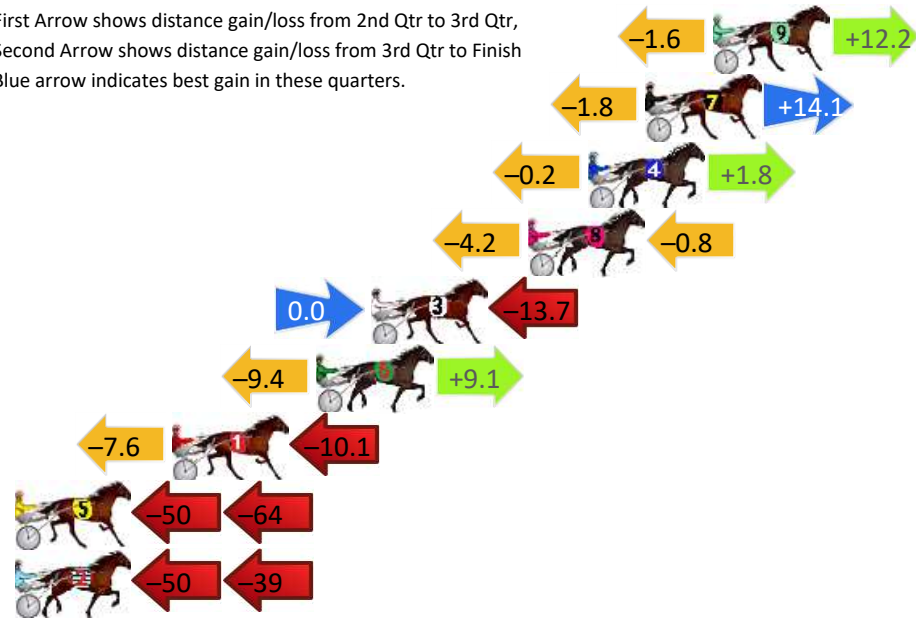 First Arrow shows distance gain/loss from 2nd Qtr to 3rd Qtr,
Second Arrow shows distance gain/loss from 3rd Qtr to Finish
Blue arrow indicates best gain in these quarters.
–1.6 9 +12.2
–1.8 7 +14.1
–0.2 4 +1.8
–4.2 8 –0.8
0.0 3 –13.7
–9.4 +9.1
–7.6 1 –10.1
5 –50 –64
–50 –39